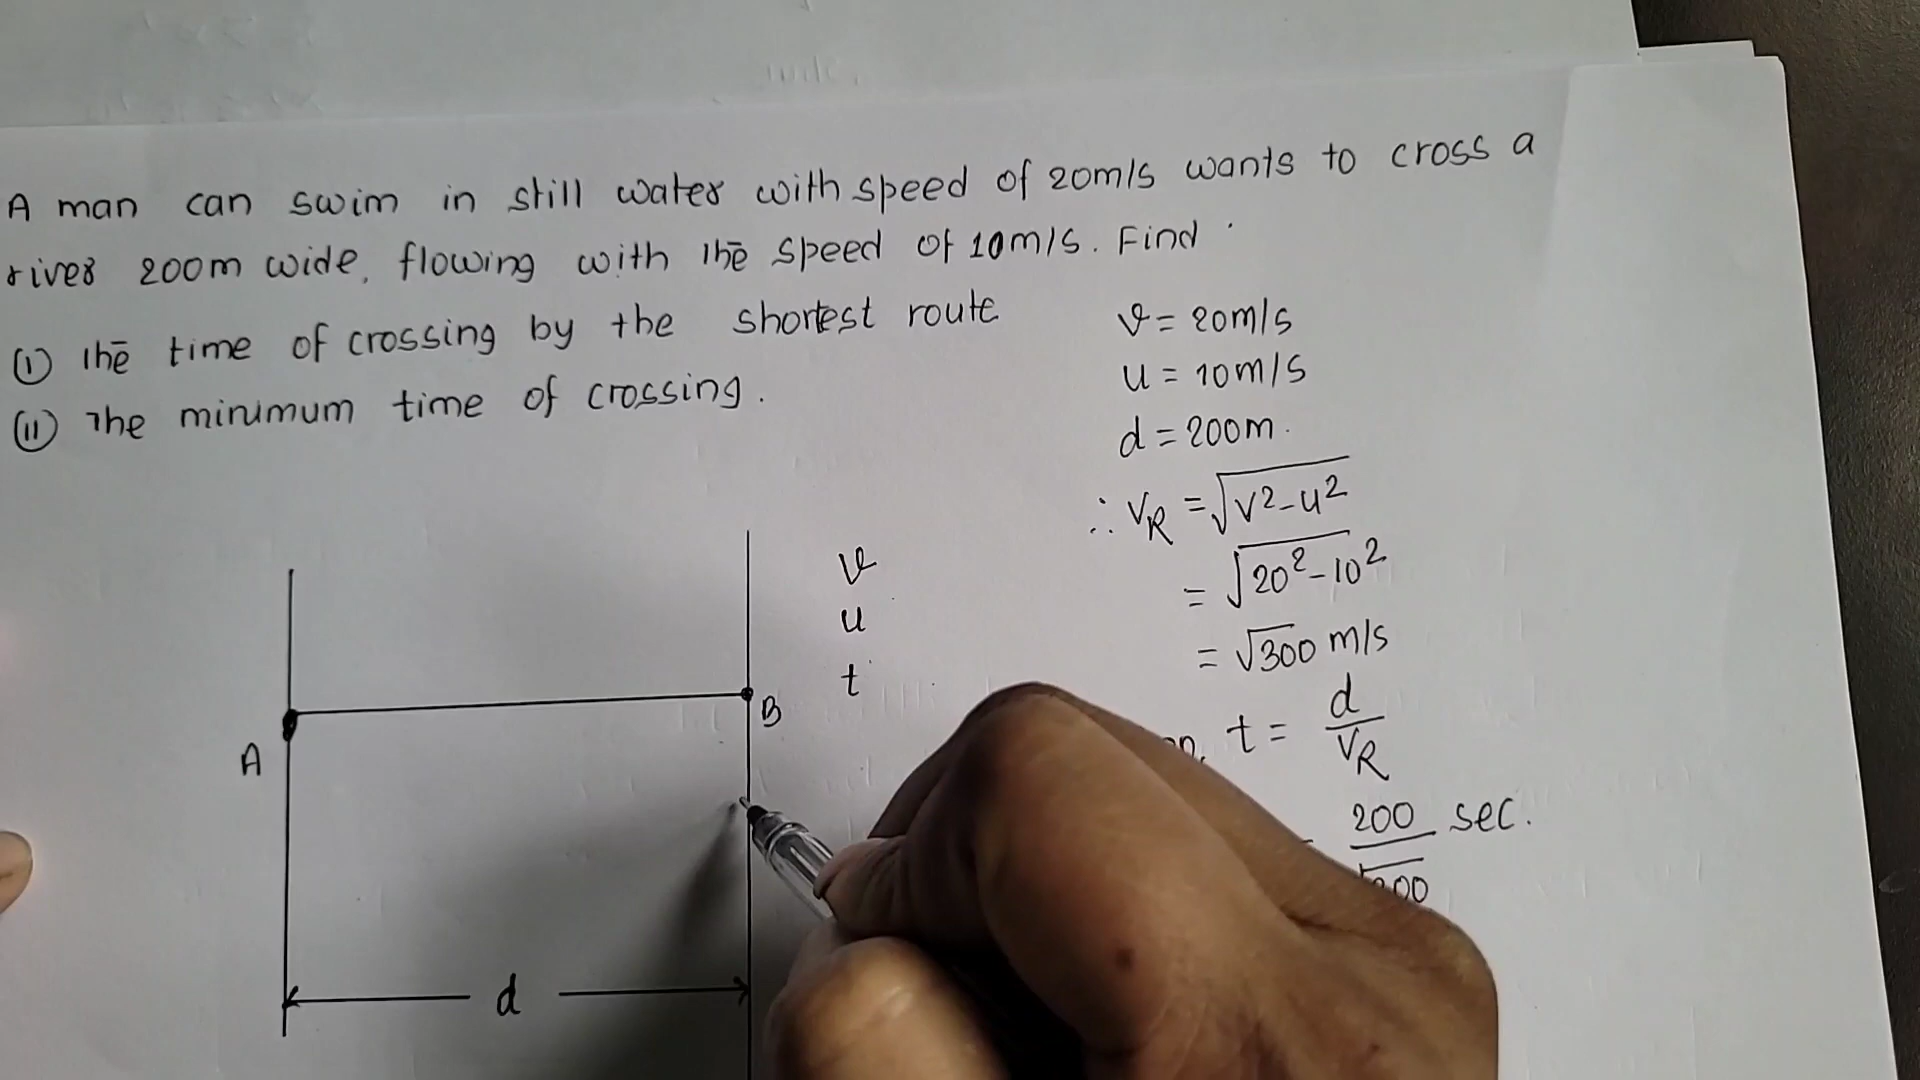 A man can swim in still water with speed of 20m/s wants to cross a
river 200m wide, flowing with the speed of 10m/s. Find
(i) The time of crossing by the shortest route
(ii) The minimum time of crossing.
v = 20m/s
u = 10m/s
d = 200m.
∴ VR = √v²-u²
= √20²-10²
= √300 m/s
t = d/VR
200 sec.
v
u
t
A
B
d